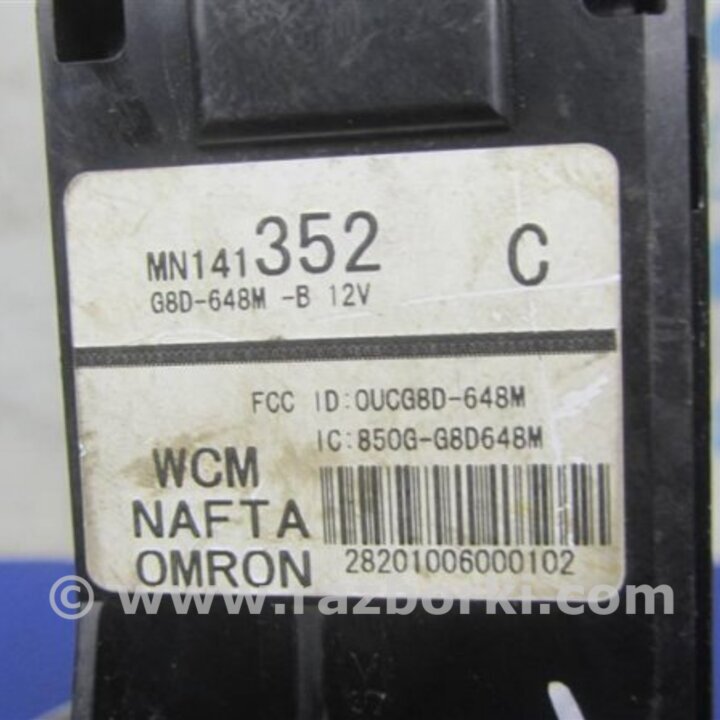 MN141352 C
G8D-648M -B 12V
FCC ID:OUCG8D-648M
IC:850G-G8D648M
WCM
NAFTA
OMRON
28201006000102
© www.razborki.com